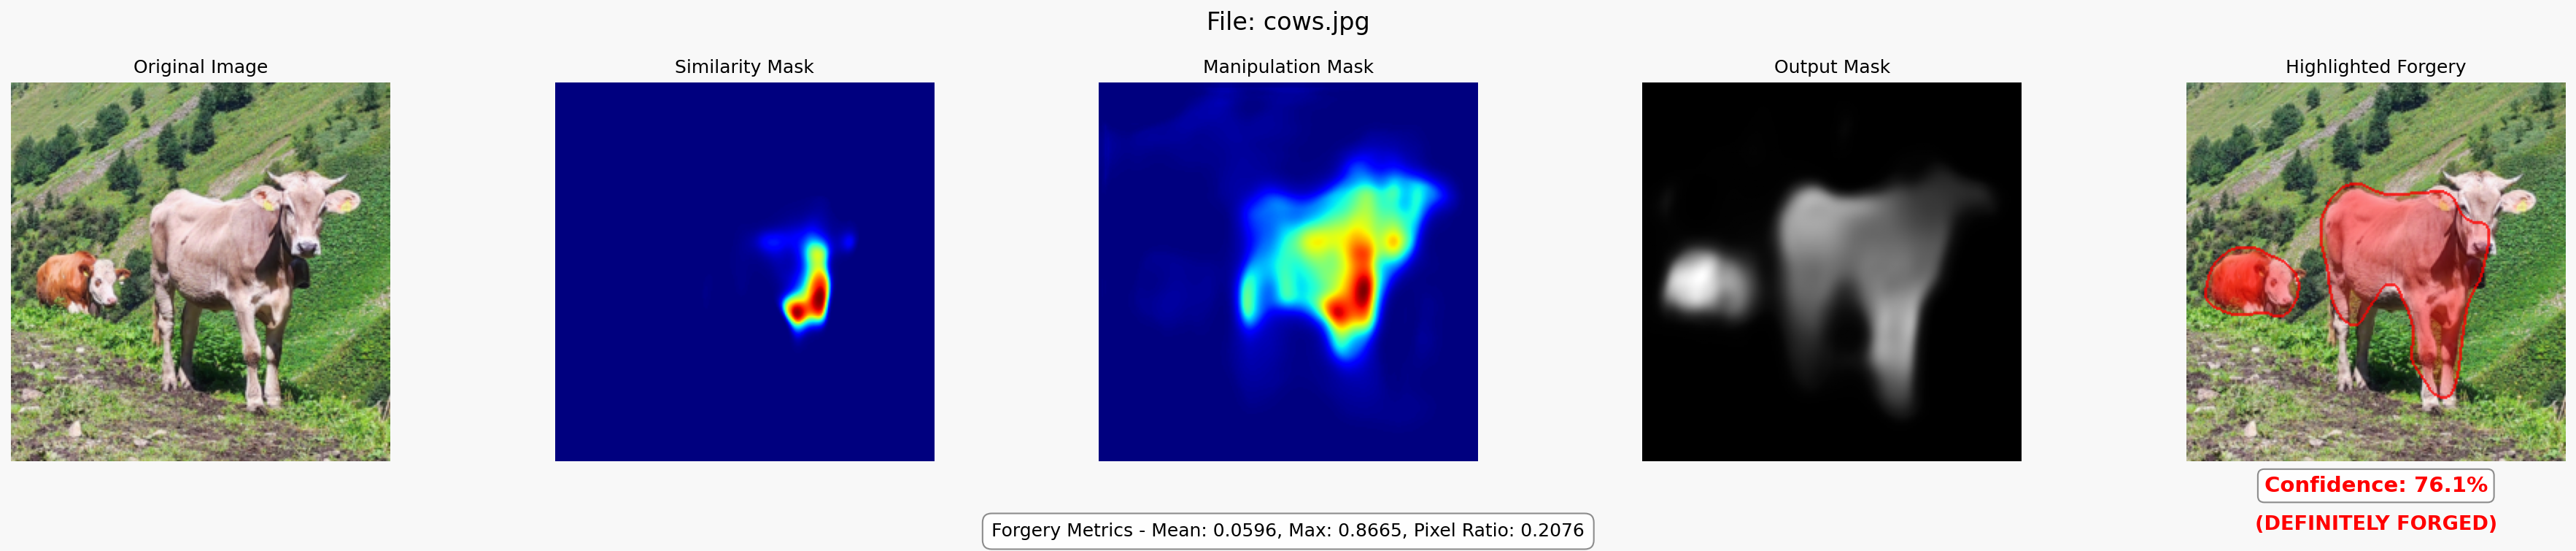 File: cows.jpg
Original Image
Similarity Mask
Manipulation Mask
Output Mask
Highlighted Forgery
Confidence: 76.1%
(DEFINITELY FORGED)
Forgery Metrics - Mean: 0.0596, Max: 0.8665, Pixel Ratio: 0.2076